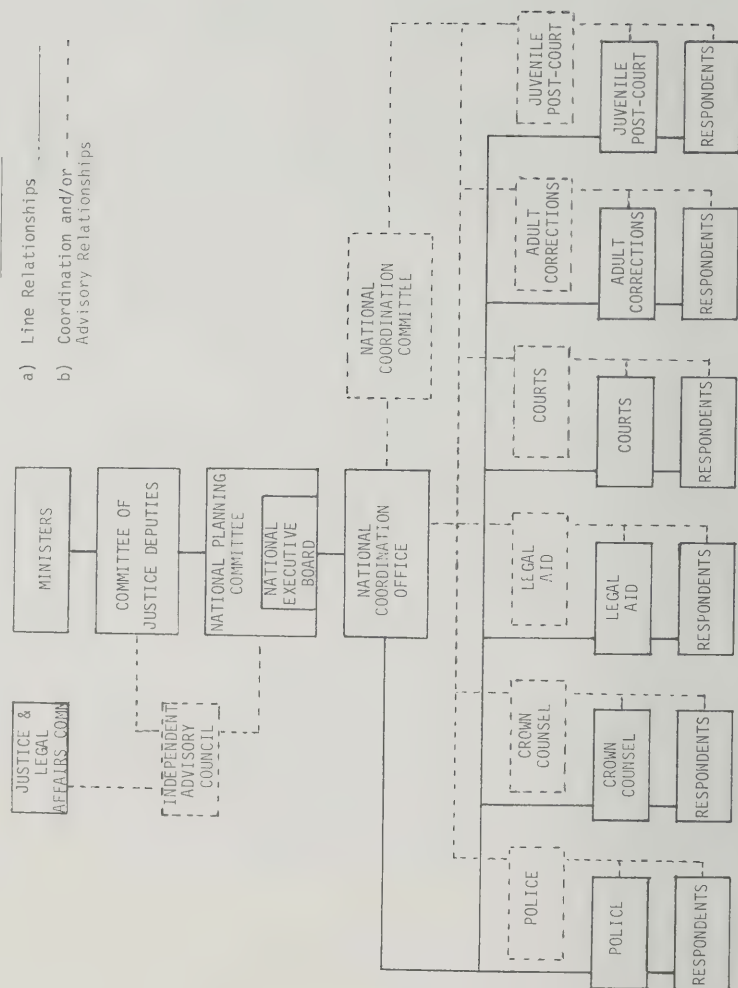 a) Line Relationships
b) Coordination and/or
Advisory Relationships
JUSTICE &
LEGAL
AFFAIRS COMM
MINISTERS
COMMITTEE OF
JUSTICE DEPUTIES
INDEPENDENT
ADVISORY
COUNCIL
NATIONAL PLANNING
COMMITTEE
NATIONAL
EXECUTIVE
BOARD
NATIONAL
COORDINATION
OFFICE
NATIONAL
COORDINATION
COMMITTEE
POLICE
CROWN
COUNSEL
LEGAL
AID
COURTS
ADULT
CORRECTIONS
JUVENILE
POST-COURT
POLICE
CROWN
COUNSEL
LEGAL
AID
COURTS
ADULT
CORRECTIONS
JUVENILE
POST-COURT
RESPONDENTS
RESPONDENTS
RESPONDENTS
RESPONDENTS
RESPONDENTS
RESPONDENTS